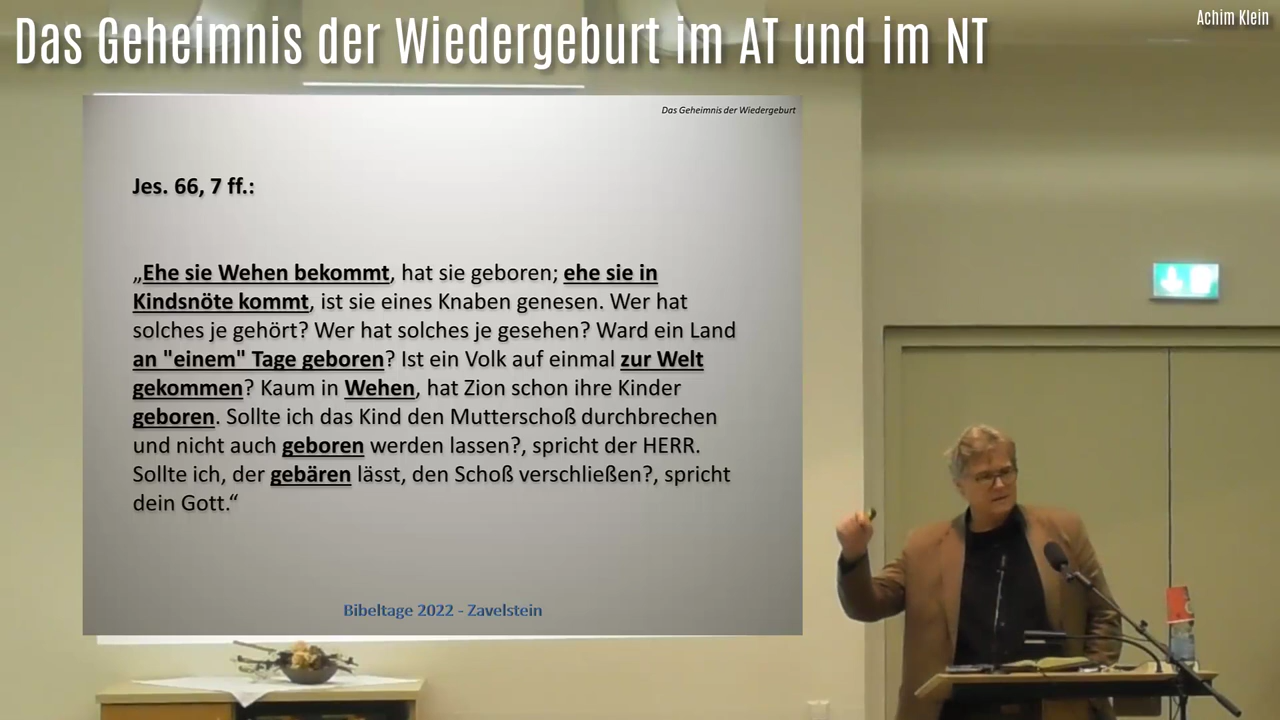 Das Geheimnis der Wiedergeburt im AT und im NT
Achim Klein
Das Geheimnis der Wiedergeburt
Jes. 66, 7 ff.:
„Ehe sie Wehen bekommt, hat sie geboren; ehe sie in
Kindsnöte kommt, ist sie eines Knaben genesen. Wer hat
solches je gehört? Wer hat solches je gesehen? Ward ein Land
an "einem" Tage geboren? Ist ein Volk auf einmal zur Welt
gekommen? Kaum in Wehen, hat Zion schon ihre Kinder
geboren. Sollte ich das Kind den Mutterschoß durchbrechen
und nicht auch geboren werden lassen?, spricht der HERR.
Sollte ich, der gebären lässt, den Schoß verschließen?, spricht
dein Gott.“
Bibeltage 2022 - Zavelstein